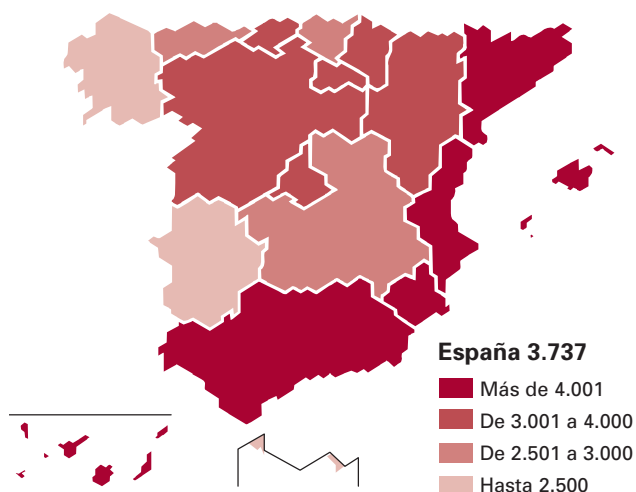 España 3.737
Más de 4.001
De 3.001 a 4.000
De 2.501 a 3.000
Hasta 2.500